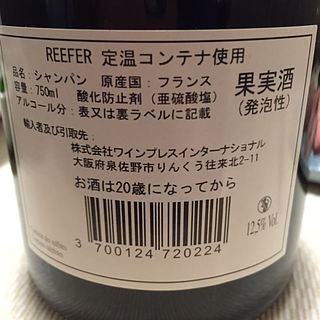 REEFER 定温コンテナ使用
品名：シャンパン 原産国：フランス
容量：750ml 酸化防止剤（亜硫酸塩）
アルコール分：表又は裏ラベルに記載
果実酒
（発泡性）
輸入者及び引取先：
株式会社ワインプレスインターナショナル
大阪府泉佐野市りんくう往来北2-11
お酒は20歳になってから
12.5% Vol.
3 700124 720224